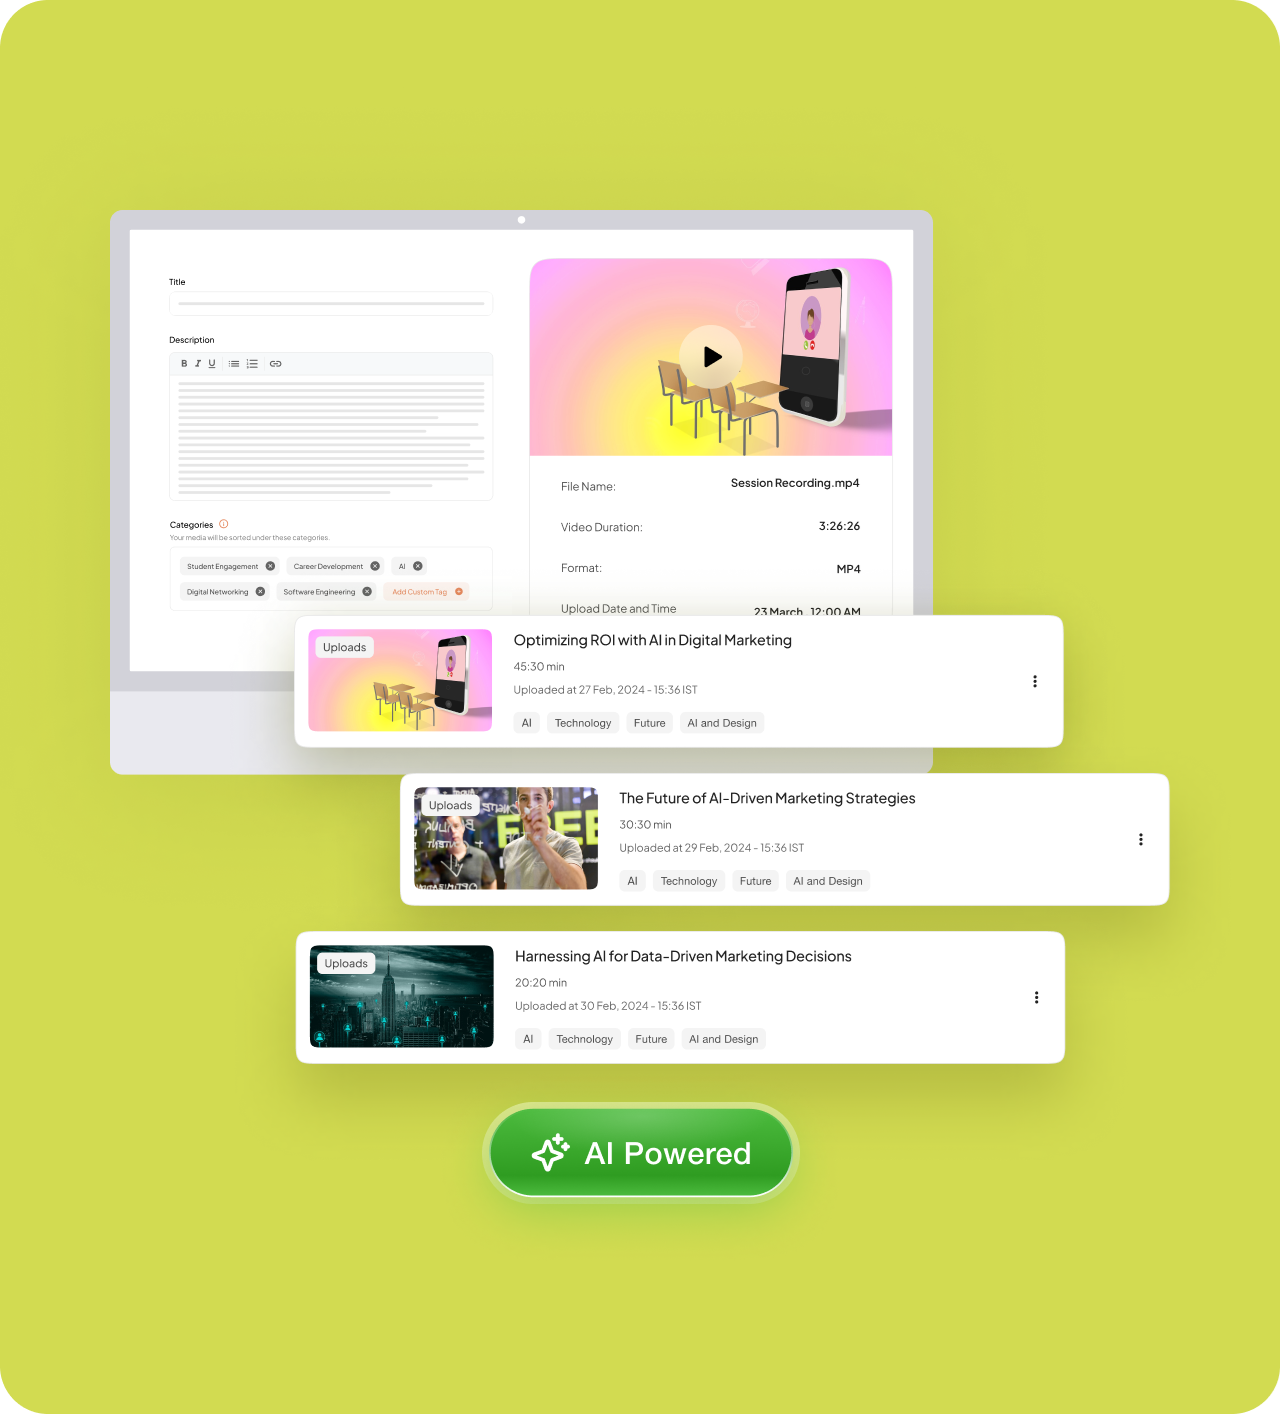 Title
Description
B I U
Categories
Your media will be sorted under these categories.
Student Engagement
Career Development
AI
Digital Networking
Software Engineering
Add Custom Tag
File Name:
Session Recording.mp4
Video Duration:
3:26:26
Format:
MP4
Upload Date and Time
23 March, 12:00 AM
Uploads
Optimizing ROI with AI in Digital Marketing
45:30 min
Uploaded at 27 Feb, 2024 - 15:36 IST
AI
Technology
Future
AI and Design
Uploads
FREE
The Future of AI-Driven Marketing Strategies
30:30 min
Uploaded at 29 Feb, 2024 - 15:36 IST
AI
Technology
Future
AI and Design
Uploads
Harnessing AI for Data-Driven Marketing Decisions
20:20 min
Uploaded at 30 Feb, 2024 - 15:36 IST
AI
Technology
Future
AI and Design
AI Powered